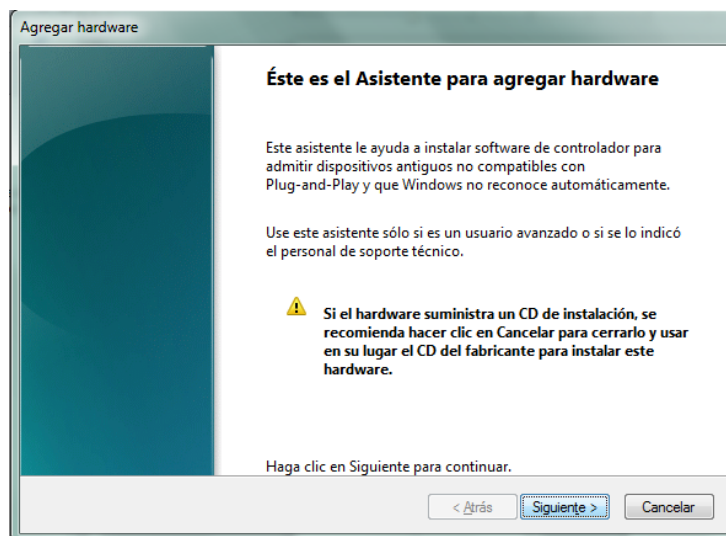 Agregar hardware
Éste es el Asistente para agregar hardware
Este asistente le ayuda a instalar software de controlador para
admitir dispositivos antiguos no compatibles con
Plug-and-Play y que Windows no reconoce automáticamente.
Use este asistente sólo si es un usuario avanzado o si se lo indicó
el personal de soporte técnico.
Si el hardware suministra un CD de instalación, se
recomienda hacer clic en Cancelar para cerrarlo y usar
en su lugar el CD del fabricante para instalar este
hardware.
Haga clic en Siguiente para continuar.
< Atrás Siguiente > Cancelar